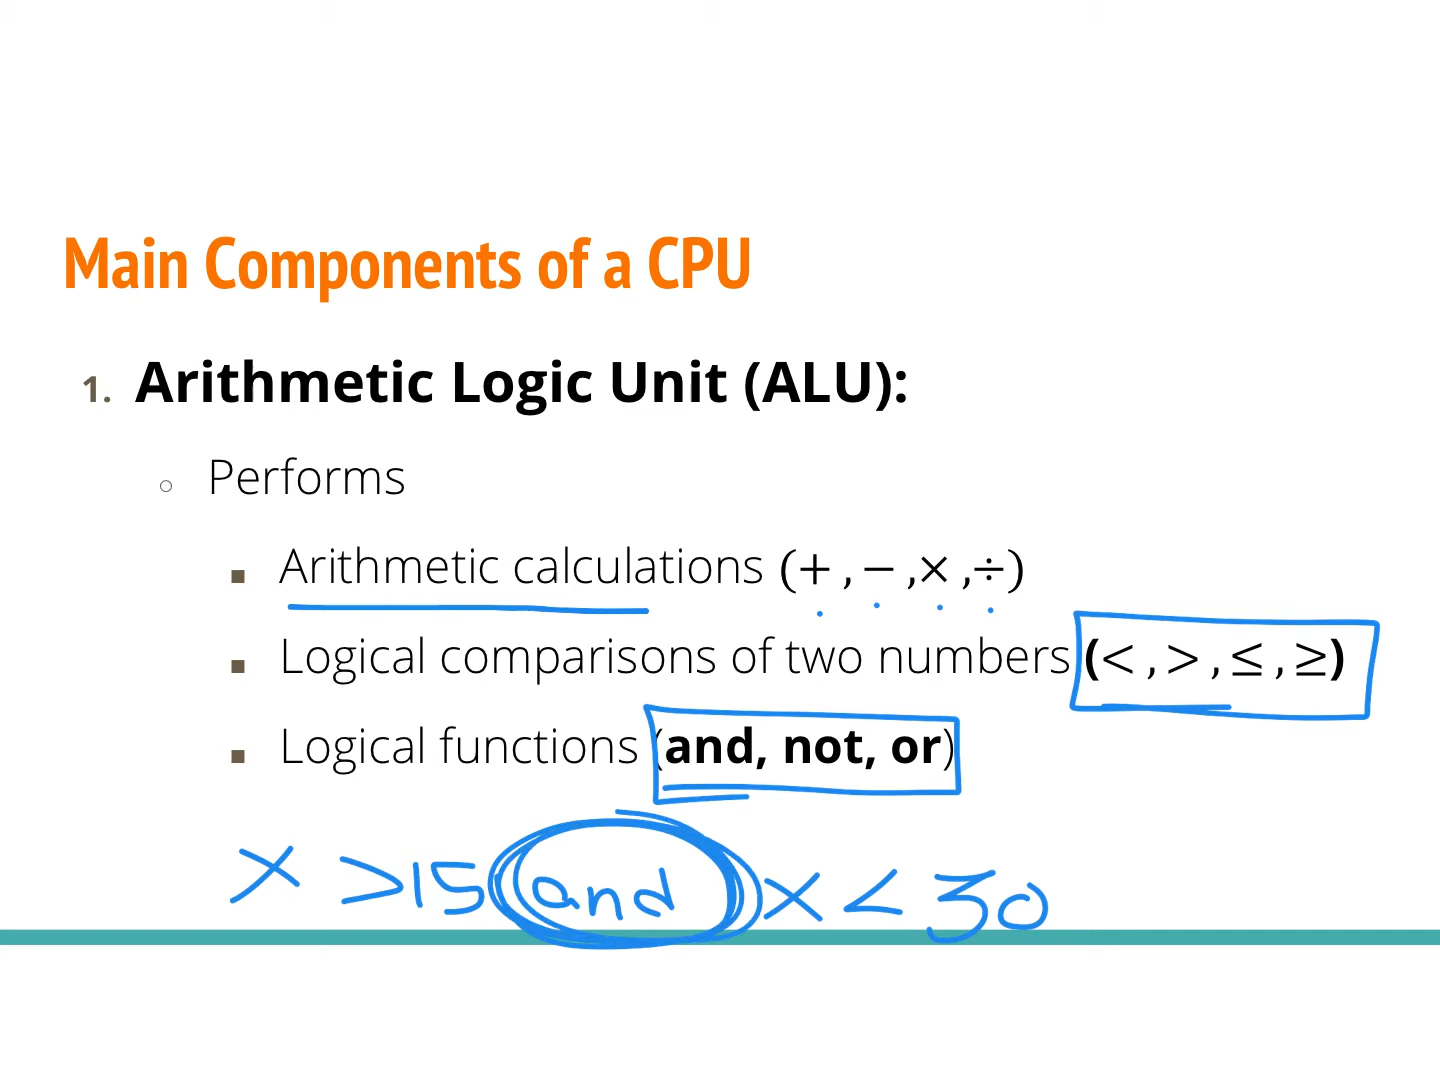 Main Components of a CPU
1. Arithmetic Logic Unit (ALU):
○ Performs
■ Arithmetic calculations (+ , − ,× ,÷)
■ Logical comparisons of two numbers (< , > , ≤ , ≥)
■ Logical functions (and, not, or)
x >15 and x < 30